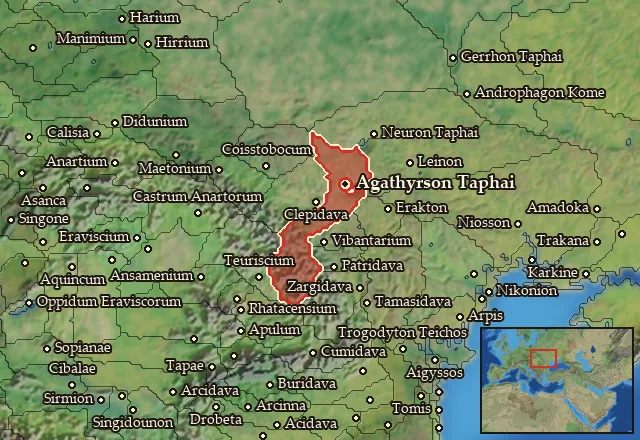 Harium
Manimium
Hirrium
Gerrhon Taphai
Androphagon Kome
Didunium
Calisia
Neuron Taphai
Coisstobocum
Anartium
Maetonium
Leinon
Agathyrson Taphai
Asanca
Castrum Anartorum
Clepidava
Erakton
Amadoka
Singone
Niosson
Eraviscium
Vibantarium
Trakana
Teuriscium
Patridava
Aquincum
Ansamenium
Karkine
Zargidava
Nikonion
Oppidum Eraviscorum
Rhatacensium
Tamasidava
Arpis
Apulum
Trogodyton Teichos
Sopianae
Cumidava
Cibalae
Tapae
Aigyssos
Sirmium
Arcidava
Buridava
Singidounon
Drobeta
Arcinna
Tomis
Acidava